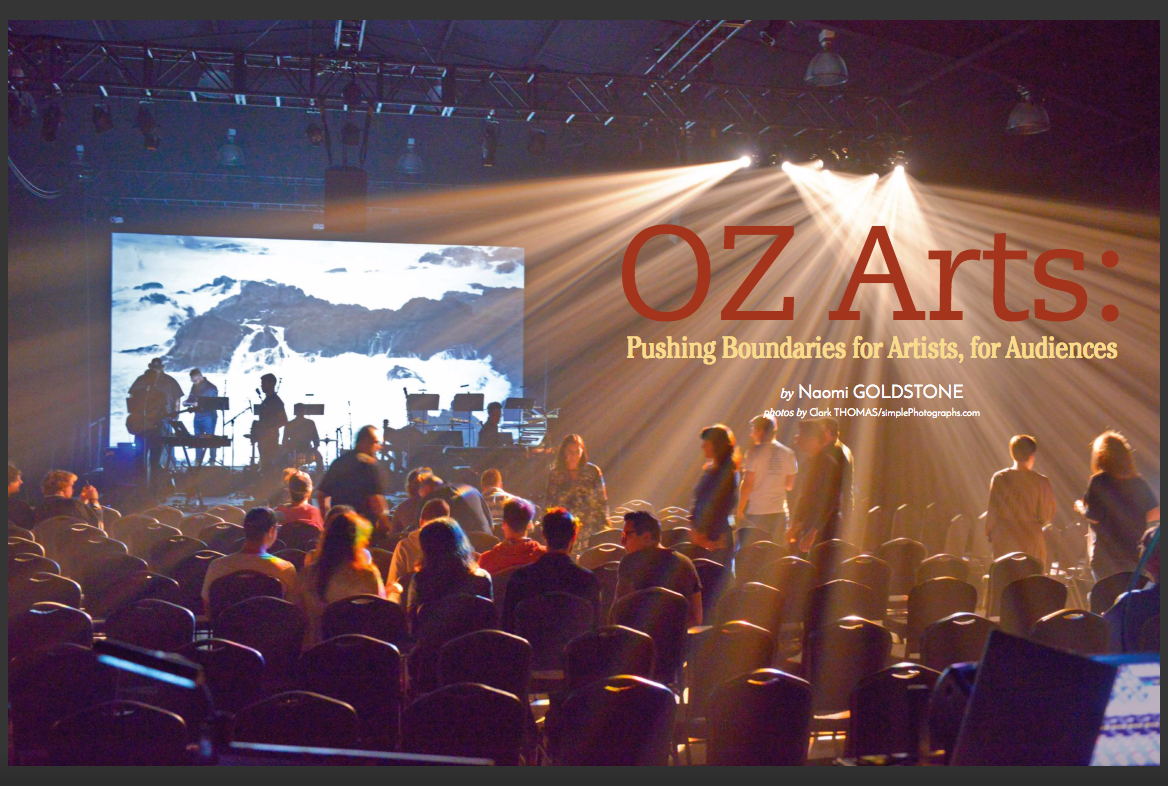 OZ Arts:
Pushing Boundaries for Artists, for Audiences
by Naomi GOLDSTONE
photos by Clark THOMAS/simplePhotographs.com